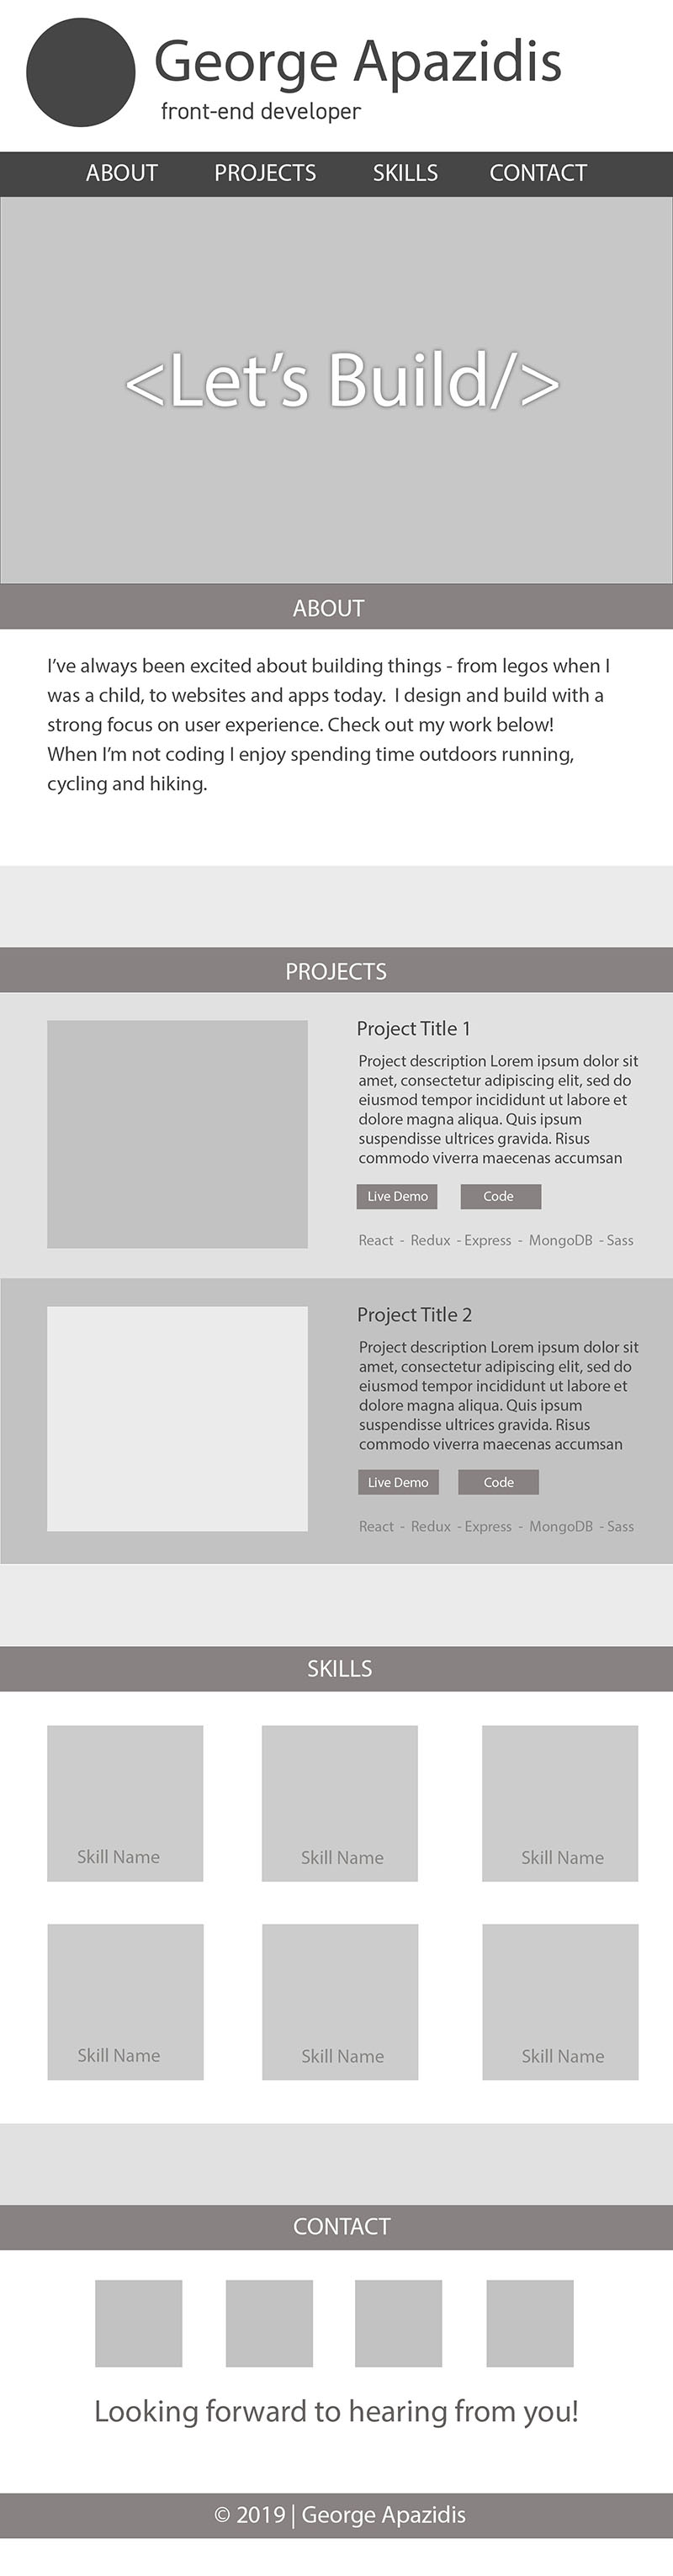 George Apazidis
front-end developer
ABOUT PROJECTS SKILLS CONTACT
<Let’s Build/>
ABOUT
I’ve always been excited about building things - from legos when I
was a child, to websites and apps today.  I design and build with a
strong focus on user experience. Check out my work below!
When I’m not coding I enjoy spending time outdoors running,
cycling and hiking.
PROJECTS
Project Title 1
Project description Lorem ipsum dolor sit
amet, consectetur adipiscing elit, sed do
eiusmod tempor incididunt ut labore et
dolore magna aliqua. Quis ipsum
suspendisse ultrices gravida. Risus
commodo viverra maecenas accumsan
Live Demo Code
React - Redux - Express - MongoDB - Sass
Project Title 2
Project description Lorem ipsum dolor sit
amet, consectetur adipiscing elit, sed do
eiusmod tempor incididunt ut labore et
dolore magna aliqua. Quis ipsum
suspendisse ultrices gravida. Risus
commodo viverra maecenas accumsan
Live Demo Code
React - Redux - Express - MongoDB - Sass
SKILLS
Skill Name Skill Name Skill Name
Skill Name Skill Name Skill Name
CONTACT
Looking forward to hearing from you!
© 2019 | George Apazidis